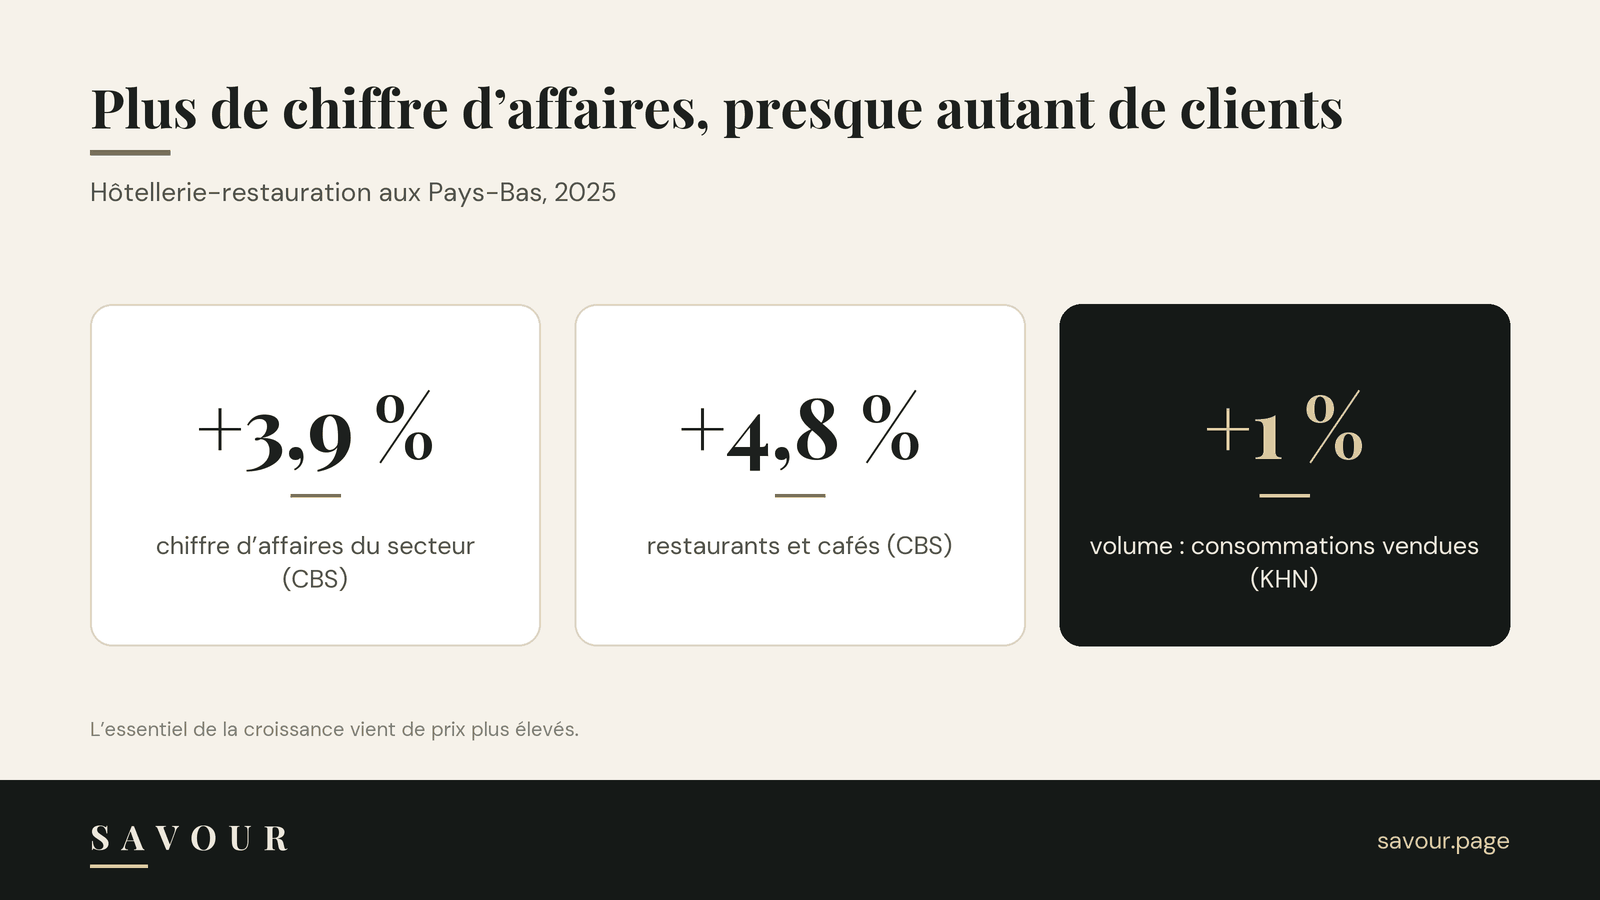 Plus de chiffre d’affaires, presque autant de clients
Hôtellerie-restauration aux Pays-Bas, 2025
+3,9 %
chiffre d’affaires du secteur
(CBS)
+4,8 %
restaurants et cafés (CBS)
+1 %
volume : consommations vendues
(KHN)
L’essentiel de la croissance vient de prix plus élevés.
SAVOUR
savour.page